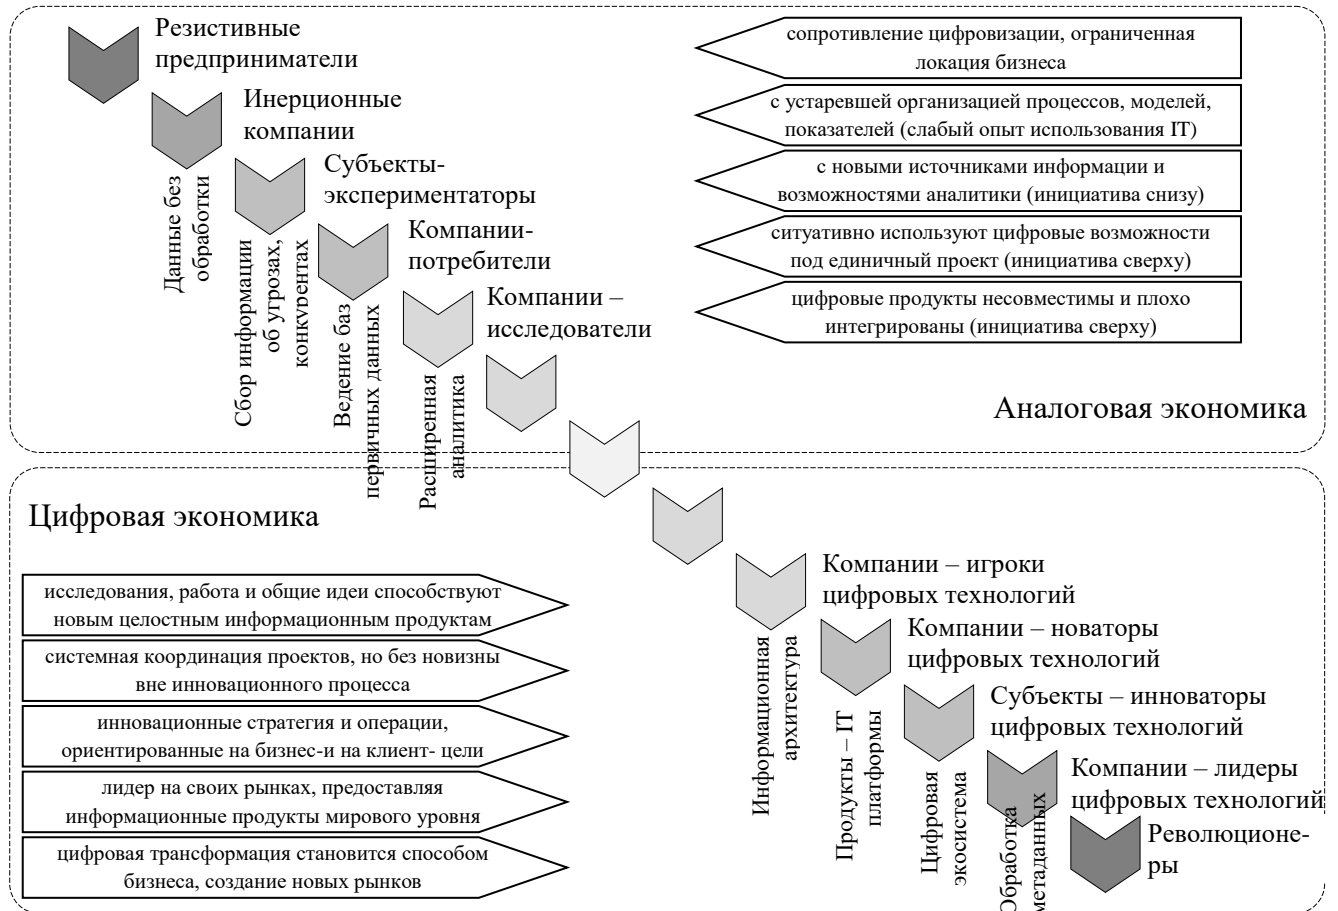 Резистивные
предприниматели
Инерционные
компании
Субъекты-
экспериментаторы
Компании-
потребители
Компании –
исследователи
Данные без
обработки
Сбор информации
об угрозах,
конкурентах
Ведение баз
первичных данных
Расширенная
аналитика
сопротивление цифровизации, ограниченная
локация бизнеса
с устаревшей организацией процессов, моделей,
показателей (слабый опыт использования IT)
с новыми источниками информации и
возможностями аналитики (инициатива снизу)
ситуативно используют цифровые возможности
под единичный проект (инициатива сверху)
цифровые продукты несовместимы и плохо
интегрированы (инициатива сверху)
Аналоговая экономика
Цифровая экономика
исследования, работа и общие идеи способствуют
новым целостным информационным продуктам
системная координация проектов, но без новизны
вне инновационного процесса
инновационные стратегия и операции,
ориентированные на бизнес-и на клиент- цели
лидер на своих рынках, предоставляя
информационные продукты мирового уровня
цифровая трансформация становится способом
бизнеса, создание новых рынков
Компании – игроки
цифровых технологий
Компании – новаторы
цифровых технологий
Субъекты – инноваторы
цифровых технологий
Компании – лидеры
цифровых технологий
Революционе-
ры
Информационная
архитектура
Продукты – IT
платформы
Цифровая
экосистема
Обработка
метаданных